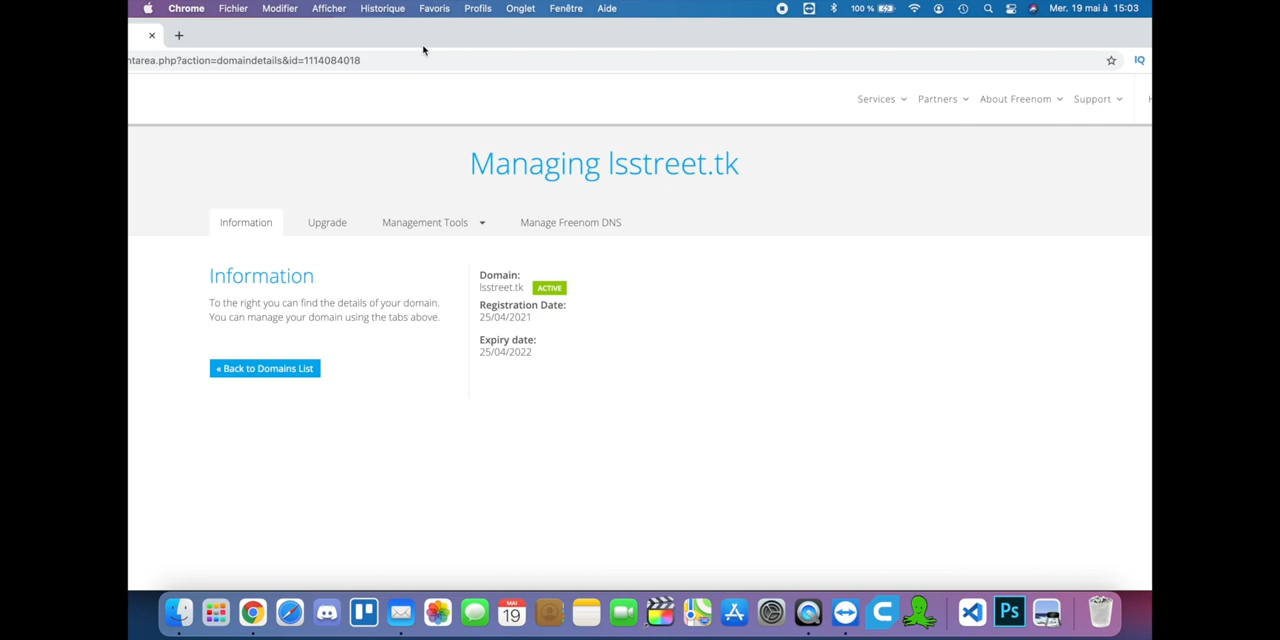 Chrome Fichier Modifier Afficher Historique Favoris Profils Onglet Fenêtre Aide 100 % Mer. 19 mai à 15:03
ntarea.php?action=domaindetails&id=1114084018 IQ
Services Partners About Freenom Support
Managing lsstreet.tk
Information Upgrade Management Tools Manage Freenom DNS
Information
To the right you can find the details of your domain.
You can manage your domain using the tabs above.
« Back to Domains List
Domain:
lsstreet.tk ACTIVE
Registration Date:
25/04/2021
Expiry date:
25/04/2022
MAI
19
Ps